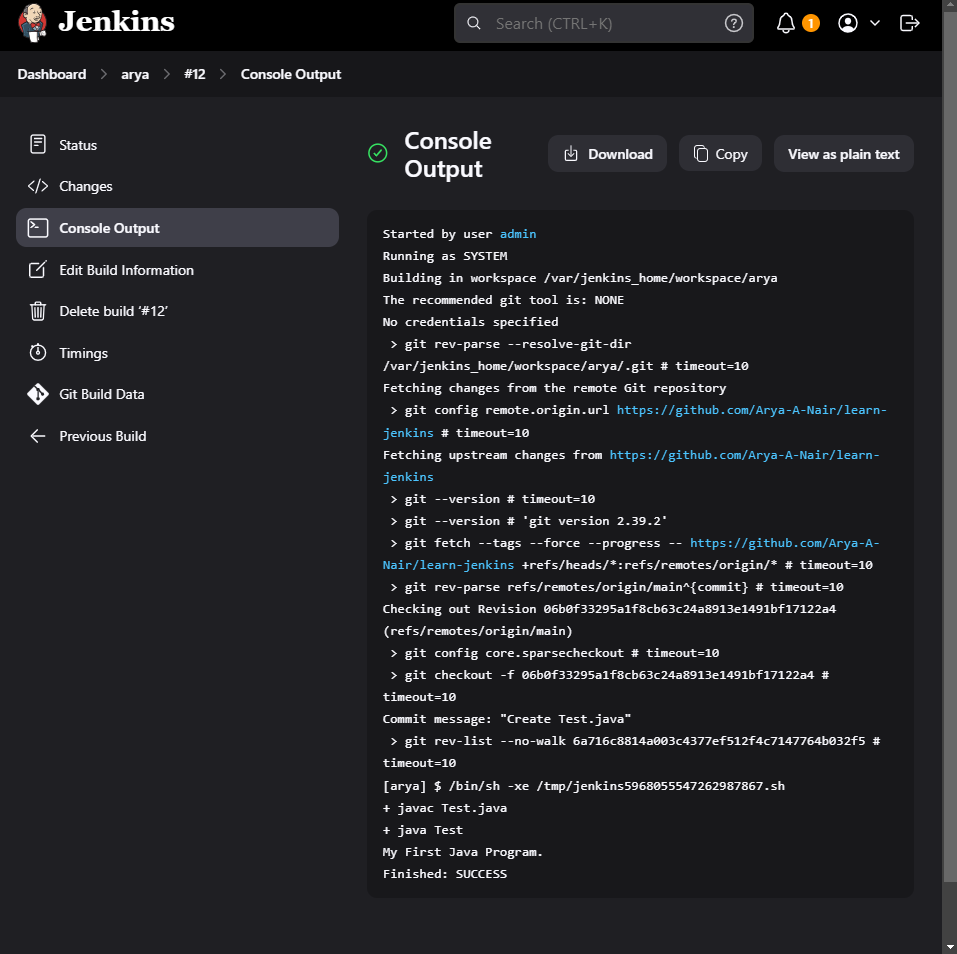 Jenkins
Search (CTRL+K)
?
1
Dashboard > arya > #12 > Console Output
Status
Changes
Console Output
Edit Build Information
Delete build ‘#12’
Timings
Git Build Data
Previous Build
Console
Output
Download
Copy
View as plain text
Started by user admin
Running as SYSTEM
Building in workspace /var/jenkins_home/workspace/arya
The recommended git tool is: NONE
No credentials specified
 > git rev-parse --resolve-git-dir
/var/jenkins_home/workspace/arya/.git # timeout=10
Fetching changes from the remote Git repository
 > git config remote.origin.url https://github.com/Arya-A-Nair/learn-
jenkins # timeout=10
Fetching upstream changes from https://github.com/Arya-A-Nair/learn-
jenkins
 > git --version # timeout=10
 > git --version # 'git version 2.39.2'
 > git fetch --tags --force --progress -- https://github.com/Arya-A-
Nair/learn-jenkins +refs/heads/*:refs/remotes/origin/* # timeout=10
 > git rev-parse refs/remotes/origin/main^{commit} # timeout=10
Checking out Revision 06b0f33295a1f8cb63c24a8913e1491bf17122a4
(refs/remotes/origin/main)
 > git config core.sparsecheckout # timeout=10
 > git checkout -f 06b0f33295a1f8cb63c24a8913e1491bf17122a4 #
timeout=10
Commit message: "Create Test.java"
 > git rev-list --no-walk 6a716c8814a003c4377ef512f4c7147764b032f5 #
timeout=10
[arya] $ /bin/sh -xe /tmp/jenkins5968055547262987867.sh
+ javac Test.java
+ java Test
My First Java Program.
Finished: SUCCESS